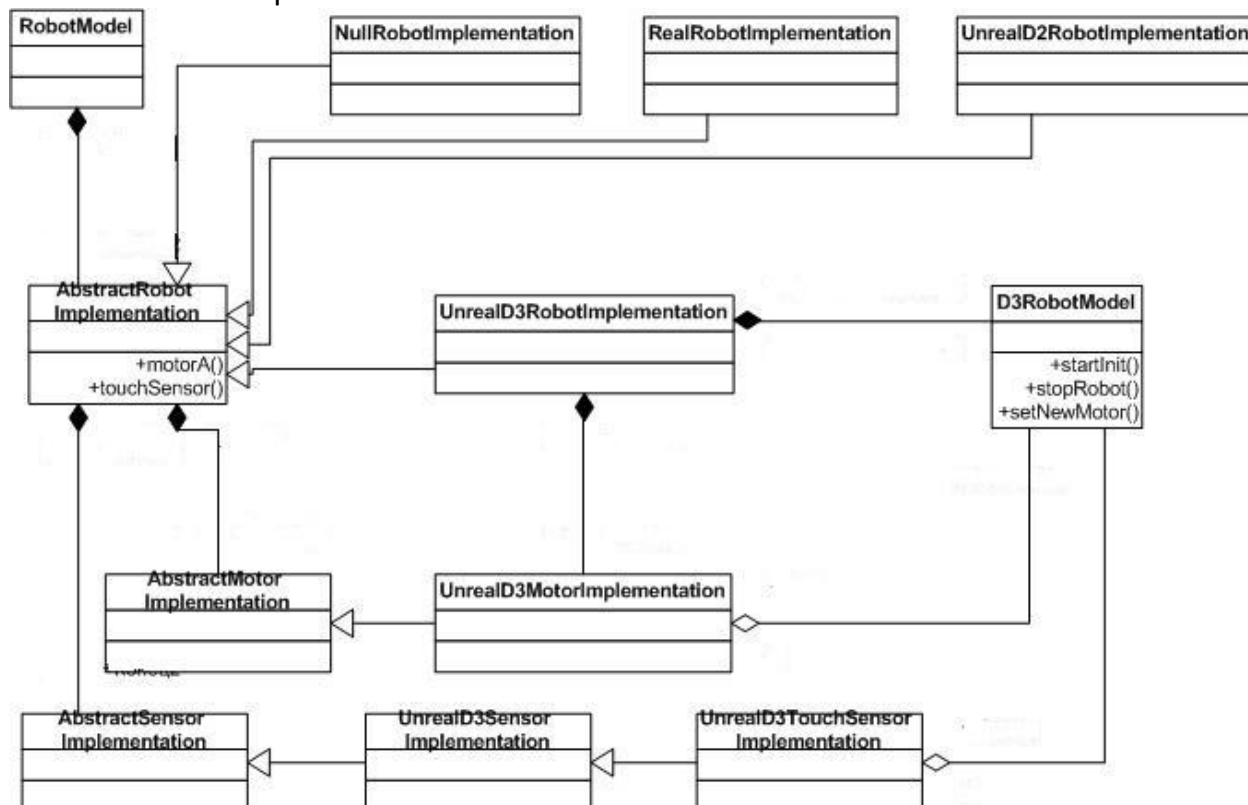 RobotModel
NullRobotImplementation
RealRobotImplementation
UnrealD2RobotImplementation
AbstractRobot
Implementation
+motorA()
+touchSensor()
UnrealD3RobotImplementation
D3RobotModel
+startInit()
+stopRobot()
+setNewMotor()
AbstractMotor
Implementation
UnrealD3MotorImplementation
AbstractSensor
Implementation
UnrealD3Sensor
Implementation
UnrealD3TouchSensor
Implementation